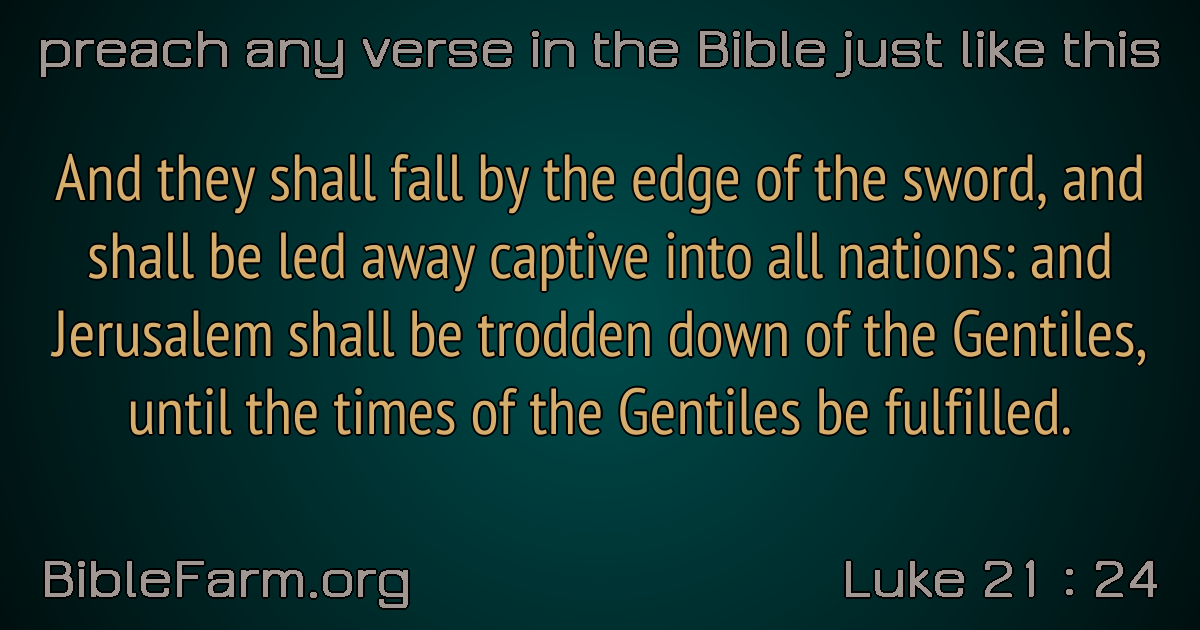 preach any verse in the Bible just like this
And they shall fall by the edge of the sword, and
shall be led away captive into all nations: and
Jerusalem shall be trodden down of the Gentiles,
until the times of the Gentiles be fulfilled.
BibleFarm.org
Luke 21 : 24